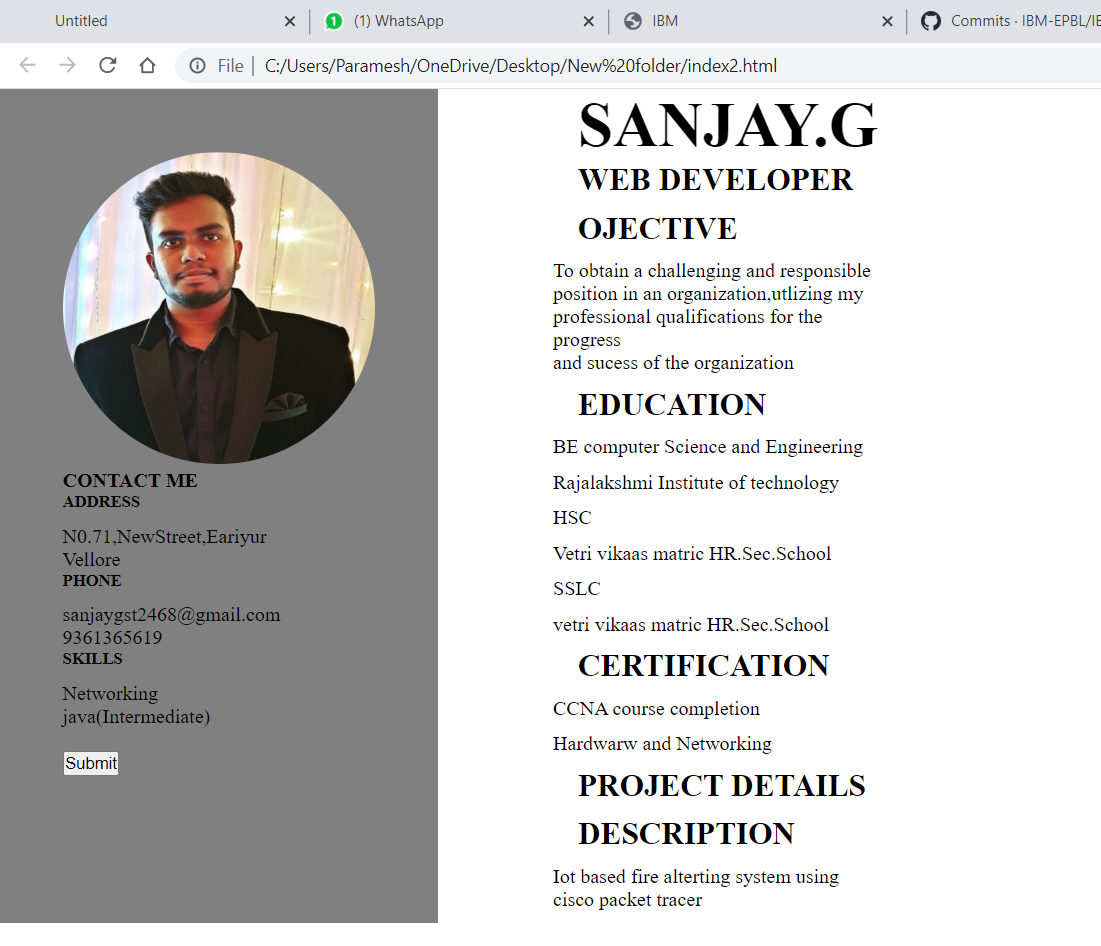 Untitled
1
(1) WhatsApp
IBM
Commits · IBM-EPBL/IB
File
C:/Users/Paramesh/OneDrive/Desktop/New%20folder/index2.html
CONTACT ME
ADDRESS
N0.71,NewStreet,Eariyur
Vellore
PHONE
sanjaygst2468@gmail.com
9361365619
SKILLS
Networking
java(Intermediate)
Submit
SANJAY.G
WEB DEVELOPER
OJECTIVE
To obtain a challenging and responsible
position in an organization,utlizing my
professional qualifications for the
progress
and sucess of the organization
EDUCATION
BE computer Science and Engineering
Rajalakshmi Institute of technology
HSC
Vetri vikaas matric HR.Sec.School
SSLC
vetri vikaas matric HR.Sec.School
CERTIFICATION
CCNA course completion
Hardwarw and Networking
PROJECT DETAILS
DESCRIPTION
Iot based fire alterting system using
cisco packet tracer